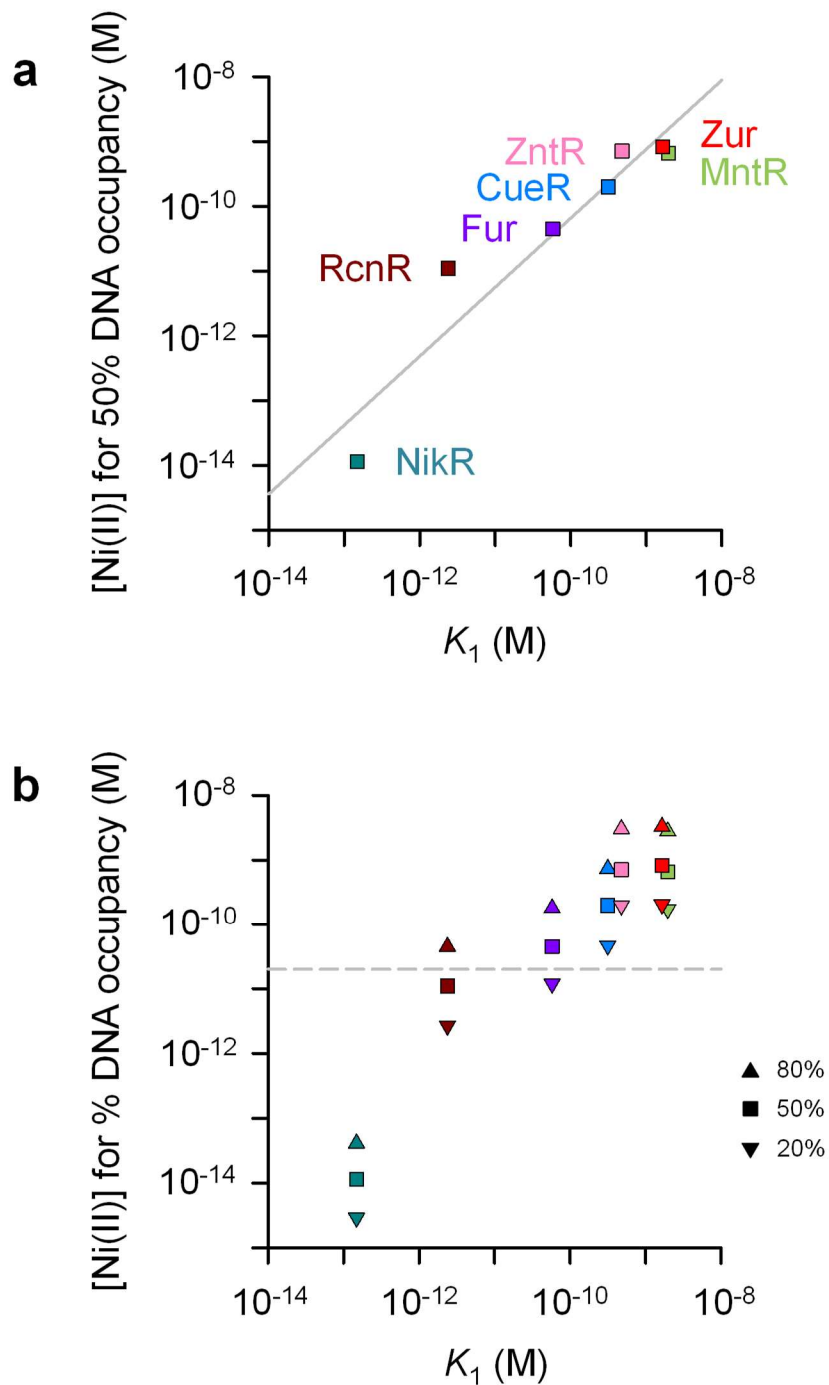 a
[Ni(II)] for 50% DNA occupancy (M)
10⁻⁸
10⁻¹⁰
10⁻¹²
10⁻¹⁴
ZntR
Zur
MntR
CueR
Fur
RcnR
NikR
10⁻¹⁴ 10⁻¹² 10⁻¹⁰ 10⁻⁸
K₁ (M)
b
[Ni(II)] for % DNA occupancy (M)
10⁻⁸
10⁻¹⁰
10⁻¹²
10⁻¹⁴
80%
50%
20%
10⁻¹⁴ 10⁻¹² 10⁻¹⁰ 10⁻⁸
K₁ (M)